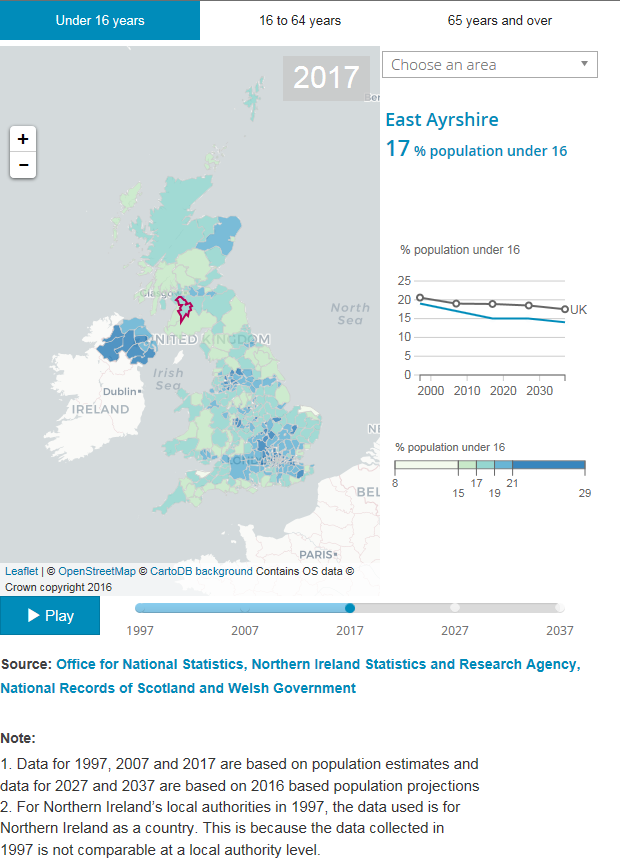 Under 16 years
16 to 64 years
65 years and over
2017
Choose an area
+
−
East Ayrshire
17 % population under 16
% population under 16
25
20
15
10
5
0
UK
2000 2010 2020 2030
North
Sea
UNITED KINGDOM
Irish
Sea
Dublin
IRELAND
PARIS
% population under 16
8 15 17 19 21 29
Leaflet | © OpenStreetMap © CartoDB background Contains OS data ©
Crown copyright 2016
Play
1997 2007 2017 2027 2037
Source: Office for National Statistics, Northern Ireland Statistics and Research Agency,
National Records of Scotland and Welsh Government
Note:
1. Data for 1997, 2007 and 2017 are based on population estimates and
data for 2027 and 2037 are based on 2016 based population projections
2. For Northern Ireland’s local authorities in 1997, the data used is for
Northern Ireland as a country. This is because the data collected in
1997 is not comparable at a local authority level.